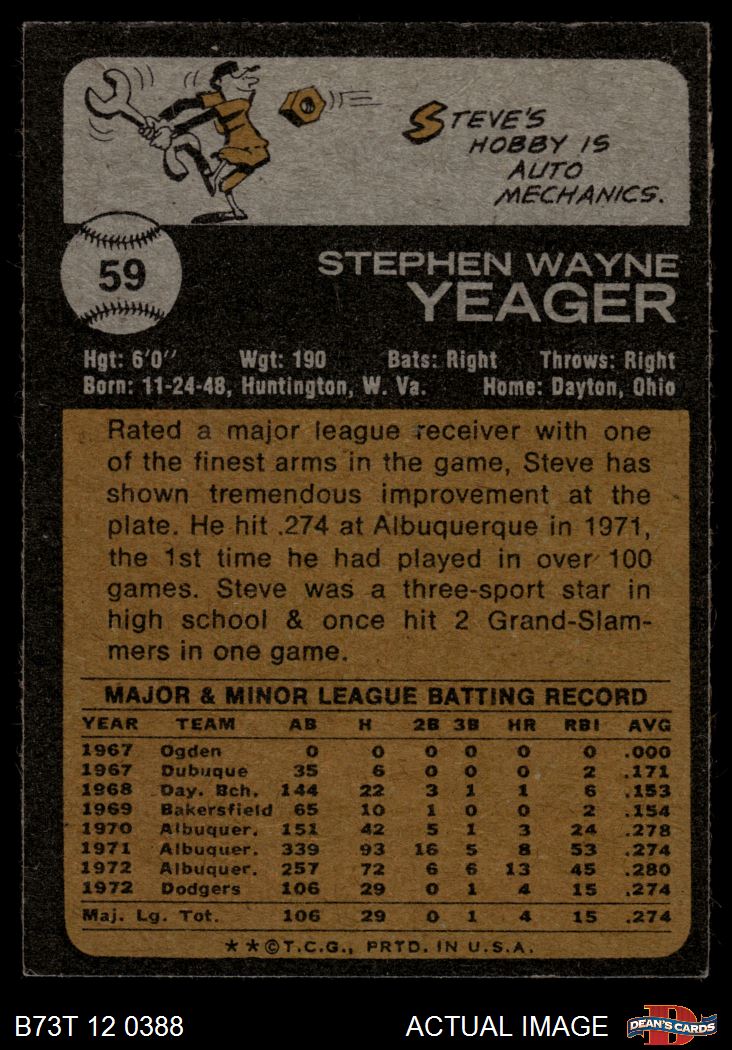 STEVE'S
HOBBY IS
AUTO
MECHANICS.
59
STEPHEN WAYNE
YEAGER
Hgt: 6'0" Wgt: 190 Bats: Right Throws: Right
Born: 11-24-48, Huntington, W. Va. Home: Dayton, Ohio
Rated a major league receiver with one
of the finest arms in the game, Steve has
shown tremendous improvement at the
plate. He hit .274 at Albuquerque in 1971,
the 1st time he had played in over 100
games. Steve was a three-sport star in
high school & once hit 2 Grand-Slam-
mers in one game.
MAJOR & MINOR LEAGUE BATTING RECORD
YEAR TEAM AB H 2B 3B HR RBI AVG
1967 Ogden 0 0 0 0 0 0 .000
1967 Dubuque 35 6 0 0 0 2 .171
1968 Day. Bch. 144 22 3 1 1 6 .153
1969 Bakersfield 65 10 1 0 0 2 .154
1970 Albuquer. 151 42 5 1 3 24 .278
1971 Albuquer. 339 93 16 5 8 53 .274
1972 Albuquer. 257 72 6 6 13 45 .280
1972 Dodgers 106 29 0 1 4 15 .274
Maj. Lg. Tot. 106 29 0 1 4 15 .274
★★©T.C.G., PRTD. IN U.S.A.
B73T 12 0388 ACTUAL IMAGE DEAN'S CARDS